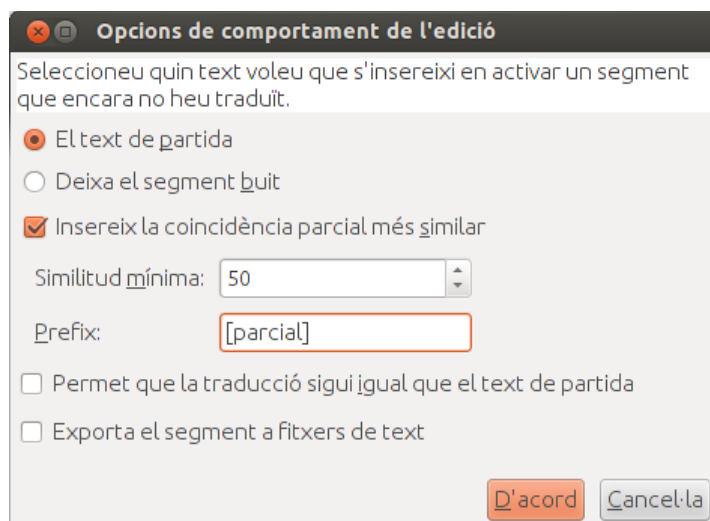 Opcions de comportament de l'edició
Seleccioneu quin text voleu que s'insereixi en activar un segment
que encara no heu traduït.
El text de partida
Deixa el segment buit
Insereix la coincidència parcial més similar
Similitud mínima: 50
Prefix: [parcial]
Permet que la traducció sigui igual que el text de partida
Exporta el segment a fitxers de text
D'acord Cancel·la